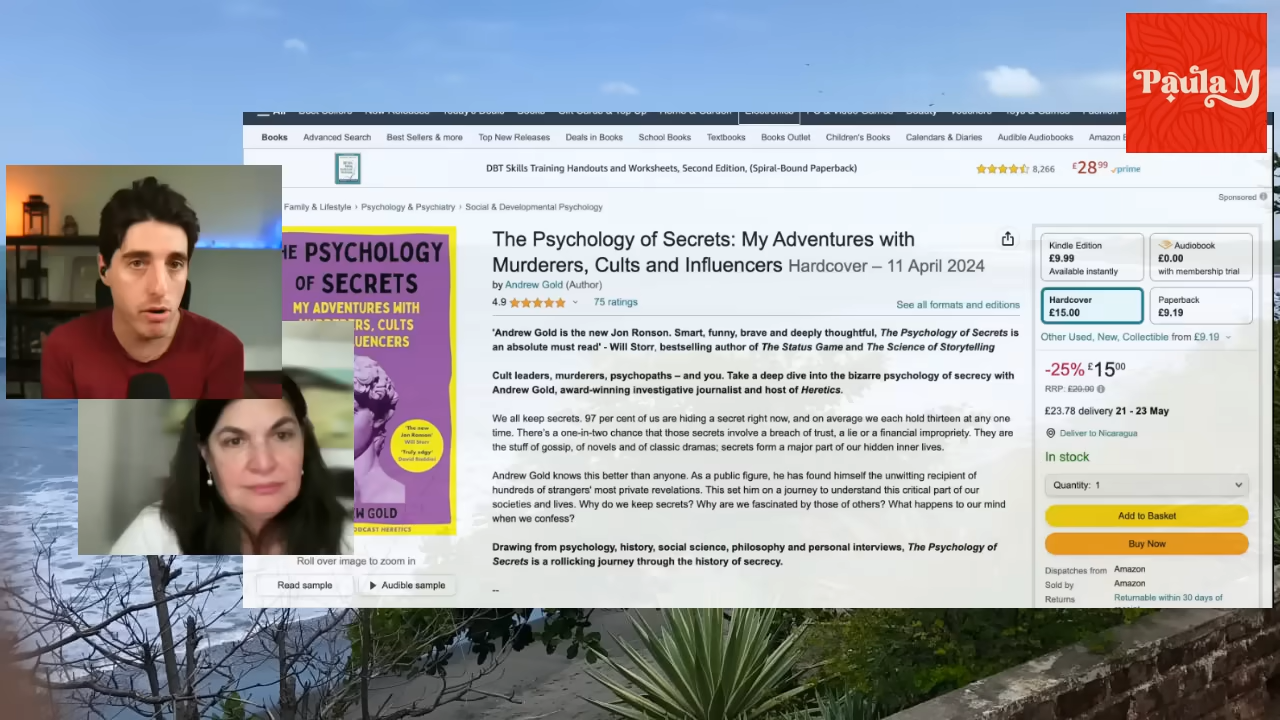 Paula M
Books Advanced Search Best Sellers & more Top New Releases Deals in Books School Books Textbooks Books Outlet Children's Books Calendars & Diaries Audible Audiobooks Amazon
DBT Skills Training Handouts and Worksheets, Second Edition, (Spiral-Bound Paperback) 8,266 £28⁹⁹ prime
Sponsored
Family & Lifestyle › Psychology & Psychiatry › Social & Developmental Psychology
PSYCHOLOGY
OF SECRETS
MY ADVENTURES WITH
CULTS
GOLD
The Psychology of Secrets: My Adventures with
Murderers, Cults and Influencers Hardcover – 11 April 2024
by Andrew Gold (Author)
4.9 75 ratings
See all formats and editions
'Andrew Gold is the new Jon Ronson. Smart, funny, brave and deeply thoughtful, The Psychology of Secrets is
an absolute must read' - Will Storr, bestselling author of The Status Game and The Science of Storytelling
Cult leaders, murderers, psychopaths – and you. Take a deep dive into the bizarre psychology of secrecy with
Andrew Gold, award-winning investigative journalist and host of Heretics.
We all keep secrets. 97 per cent of us are hiding a secret right now, and on average we each hold thirteen at any one
time. There's a one-in-two chance that those secrets involve a breach of trust, a lie or a financial impropriety. They are
the stuff of gossip, of novels and of classic dramas; secrets form a major part of our hidden inner lives.
Andrew Gold knows this better than anyone. As a public figure, he has found himself the unwitting recipient of
hundreds of strangers' most private revelations. This set him on a journey to understand this critical part of our
societies and lives. Why do we keep secrets? Why are we fascinated by those of others? What happens to our mind
when we confess?
Drawing from psychology, history, social science, philosophy and personal interviews, The Psychology of
Secrets is a rollicking journey through the history of secrecy.
--
Roll over image to zoom in
Read sample
Audible sample
Kindle Edition
£9.99
Available instantly
Audiobook
£0.00
with membership trial
Hardcover
£15.00
Paperback
£9.19
Other Used, New, Collectible from £9.19
-25% £15⁰⁰
RRP: £20.00
£23.78 delivery 21 - 23 May
Deliver to Nicaragua
In stock
Quantity: 1
Add to Basket
Buy Now
Dispatches from Amazon
Sold by Amazon
Returns Returnable within 30 days of